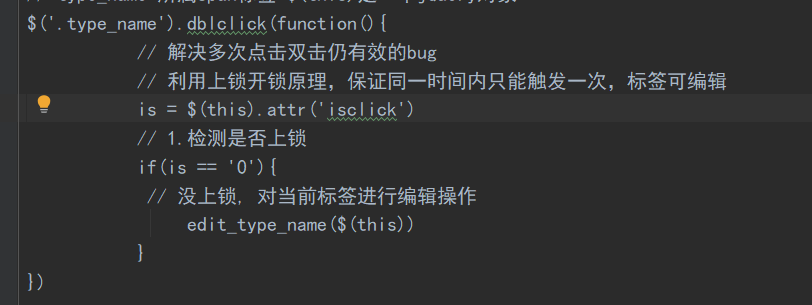 $('.type_name').dblclick(function(){
// 解决多次点击双击仍有效的bug
// 利用上锁开锁原理，保证同一时间内只能触发一次，标签可编辑
is = $(this).attr('isclick')
// 1.检测是否上锁
if(is == '0'){
// 没上锁, 对当前标签进行编辑操作
edit_type_name($(this))
}
})